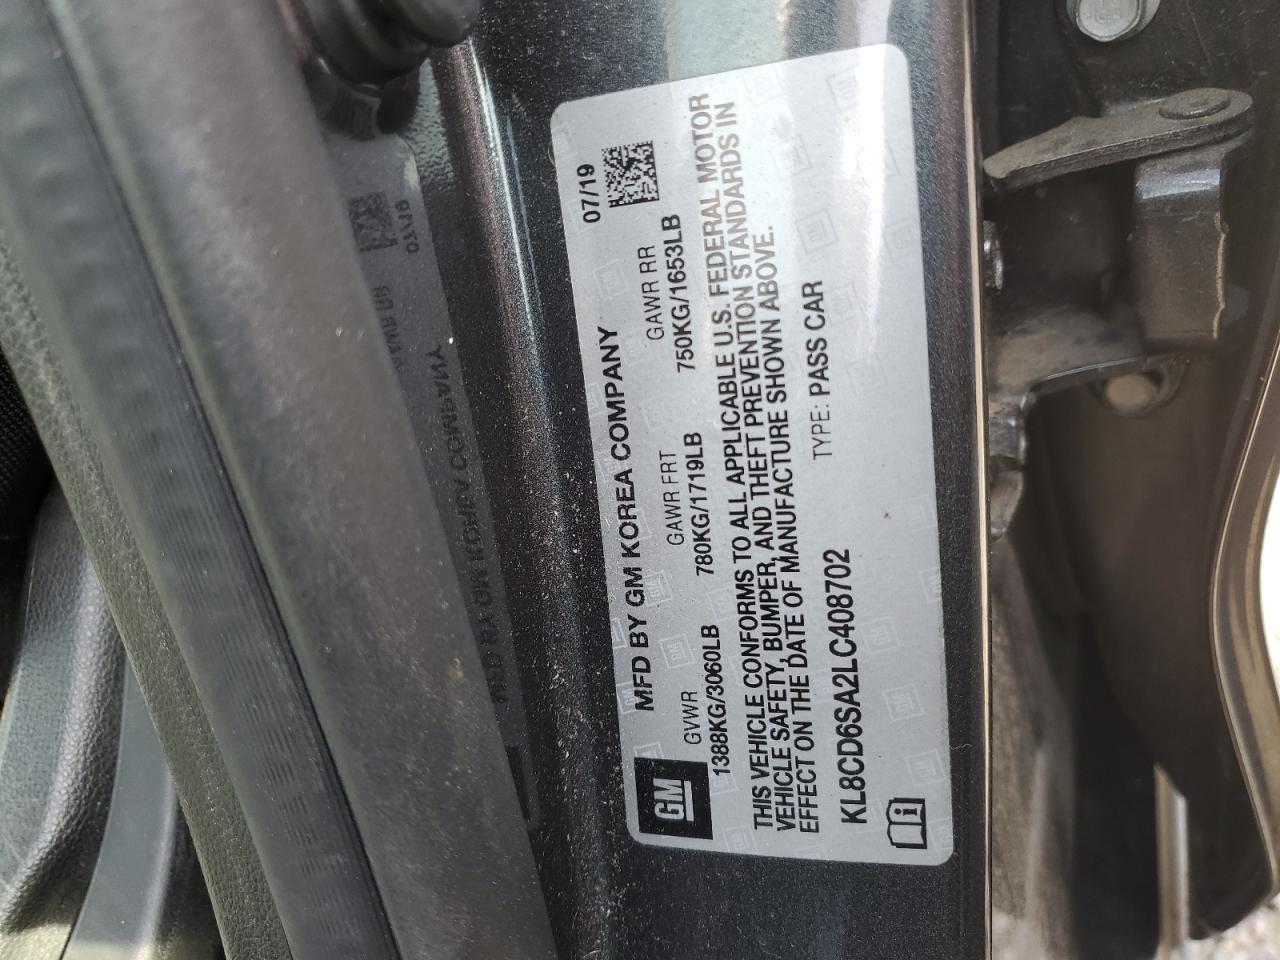 07/19
MFD BY GM KOREA COMPANY
GM
GVWR GAWR FRT GAWR RR
1388KG/3060LB 780KG/1719LB 750KG/1653LB
THIS VEHICLE CONFORMS TO ALL APPLICABLE U.S. FEDERAL MOTOR
VEHICLE SAFETY, BUMPER, AND THEFT PREVENTION STANDARDS IN
EFFECT ON THE DATE OF MANUFACTURE SHOWN ABOVE.
TYPE: PASS CAR
KL8CD6SA2LC408702